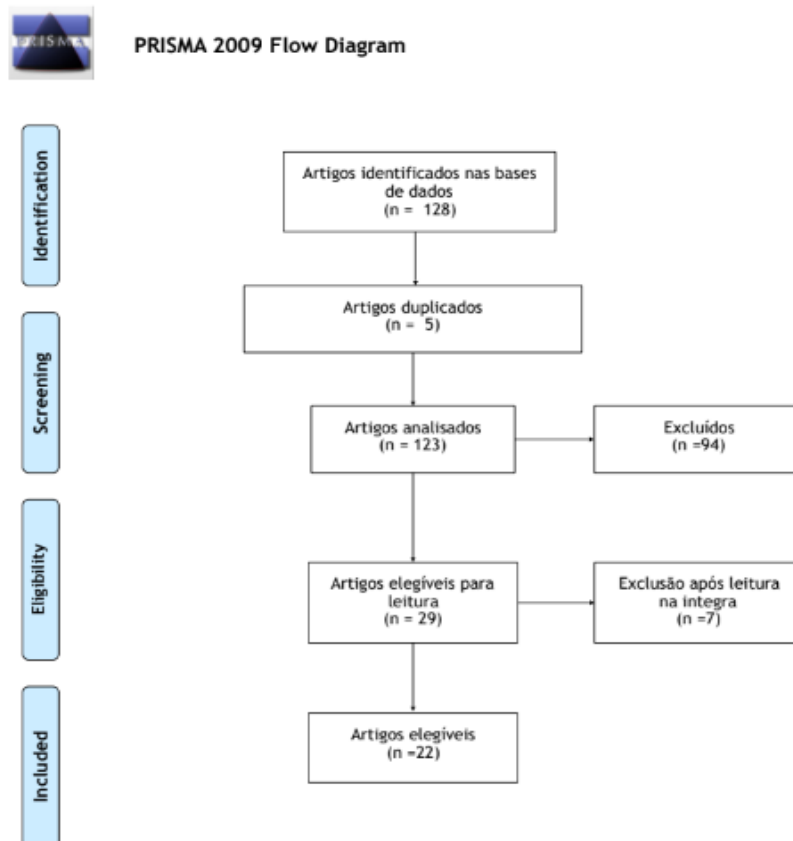 PRISMA
PRISMA 2009 Flow Diagram
Identification
Artigos identificados nas bases
de dados
(n = 128)
Artigos duplicados
(n = 5)
Screening
Artigos analisados
(n = 123)
Excluídos
(n =94)
Eligibility
Artigos elegíveis para
leitura
(n = 29)
Exclusão após leitura
na integra
(n =7)
Included
Artigos elegíveis
(n =22)